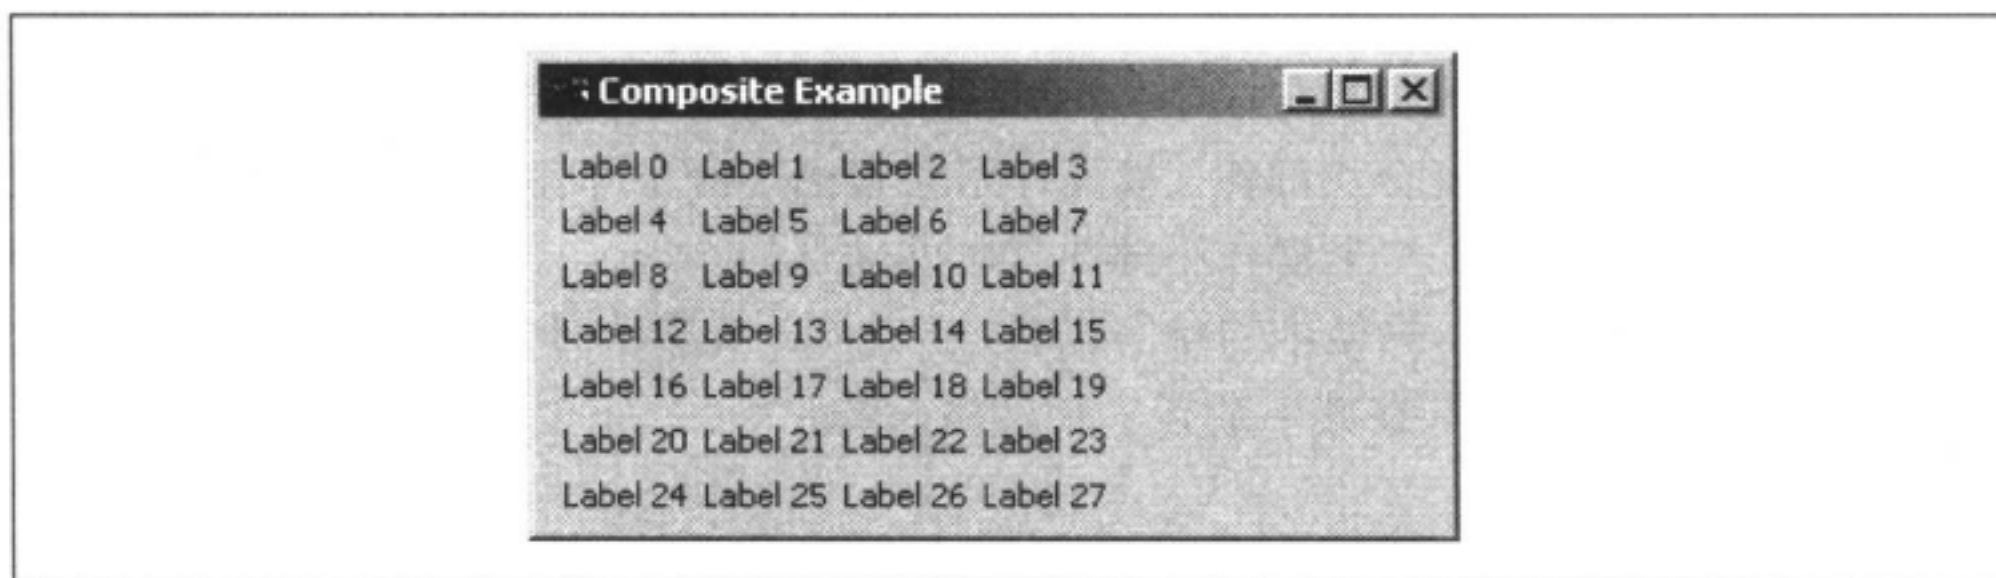 Composite Example
Label 0 Label 1 Label 2 Label 3
Label 4 Label 5 Label 6 Label 7
Label 8 Label 9 Label 10 Label 11
Label 12 Label 13 Label 14 Label 15
Label 16 Label 17 Label 18 Label 19
Label 20 Label 21 Label 22 Label 23
Label 24 Label 25 Label 26 Label 27